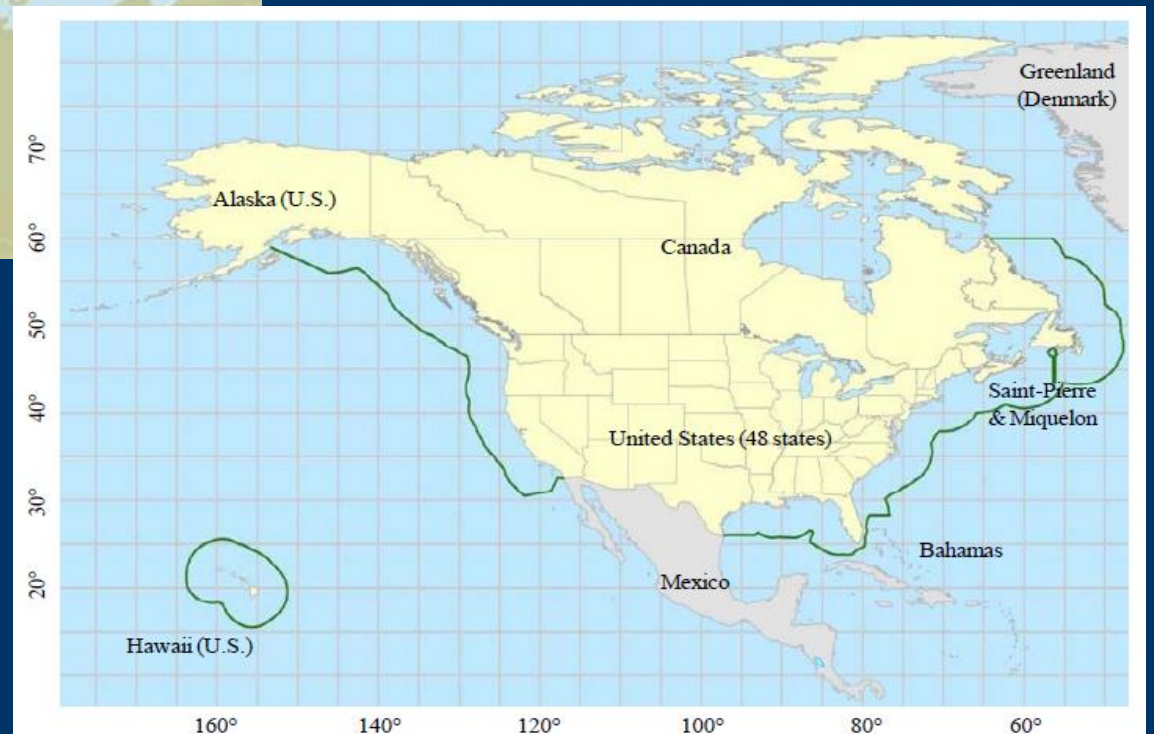 Greenland
(Denmark)
70°
Alaska (U.S.)
60°
Canada
50°
Saint-Pierre
& Miquelon
40°
United States (48 states)
30°
Bahamas
Mexico
20°
Hawaii (U.S.)
160°
140°
120°
100°
80°
60°